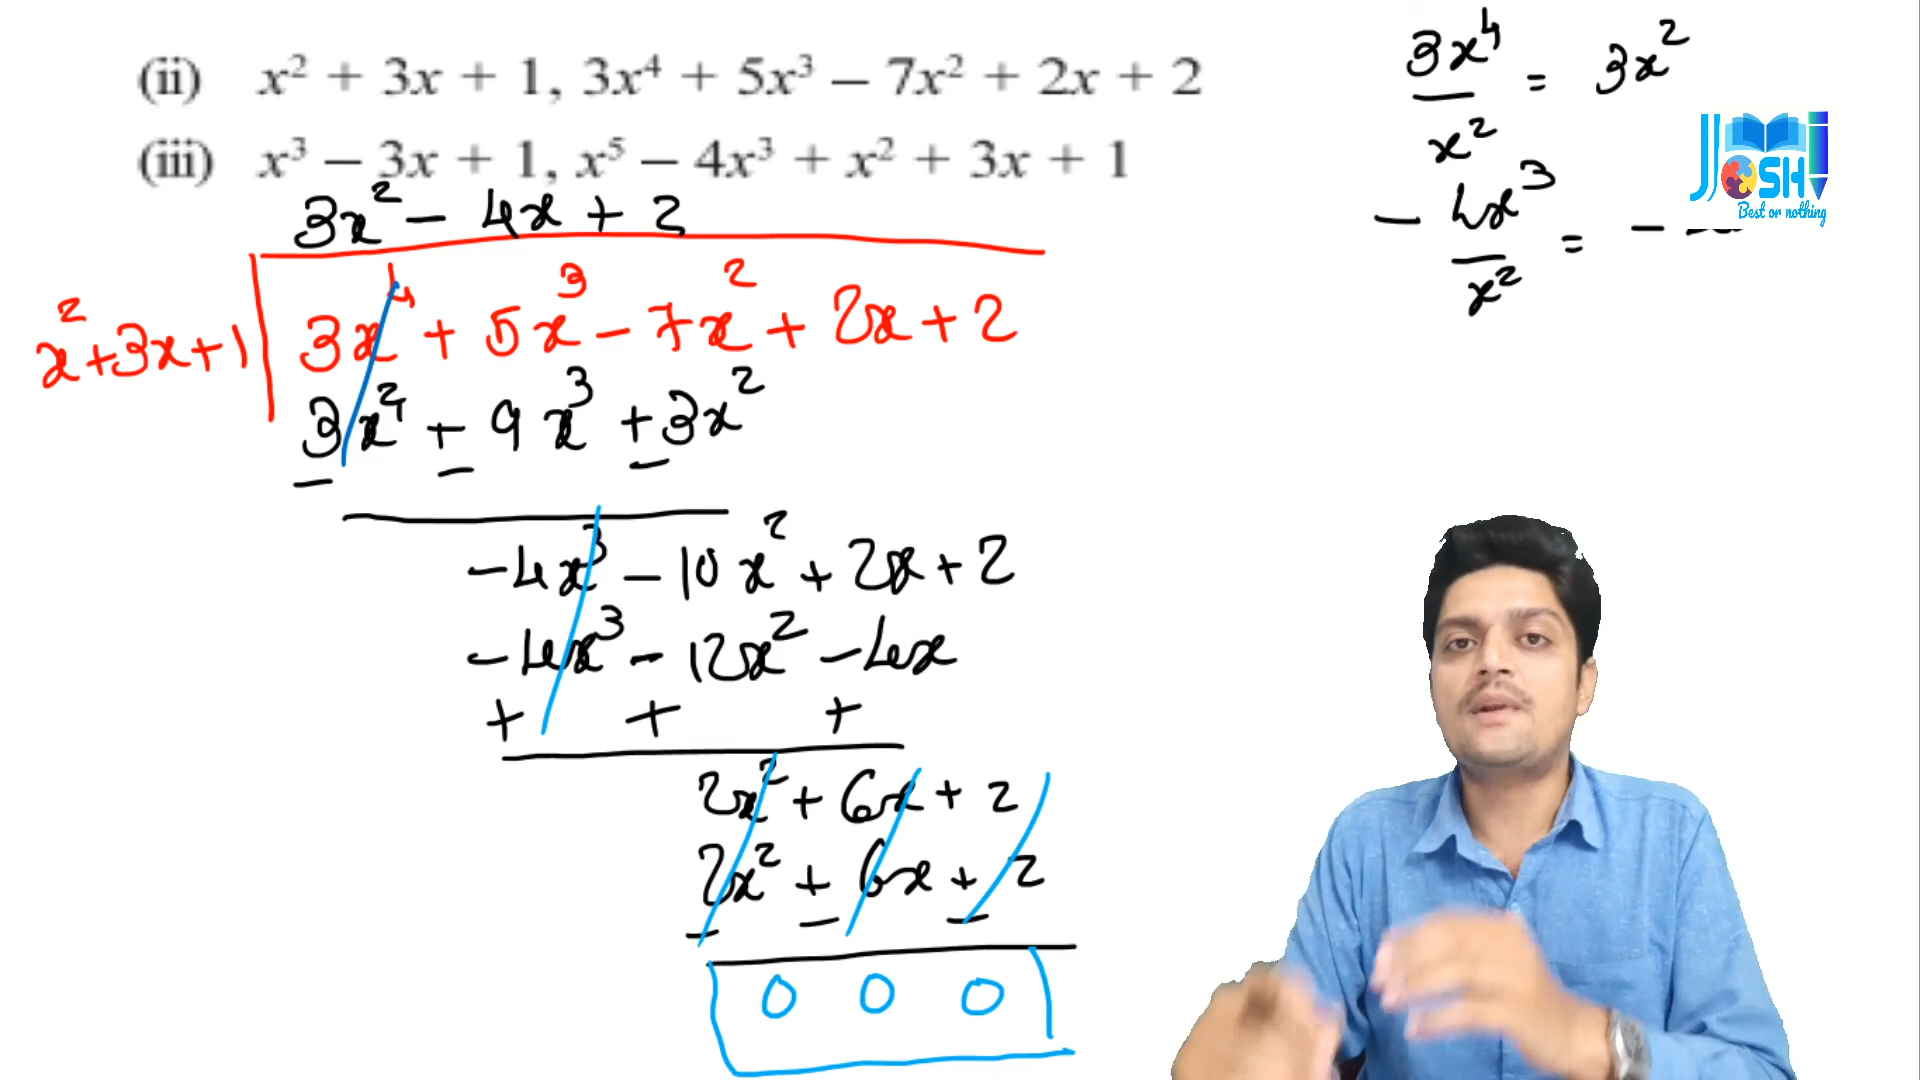 (ii) x² + 3x + 1, 3x⁴ + 5x³ – 7x² + 2x + 2
(iii) x³ – 3x + 1, x⁵ – 4x³ + x² + 3x + 1
3x² - 4x + 2
x² + 3x + 1 3x⁴ + 5x³ - 7x² + 2x + 2
3x⁴ + 9x³ + 3x²
- - -
-4x³ - 10x² + 2x + 2
-4x³ - 12x² - 4x
+ + +
2x² + 6x + 2
2x² + 6x + 2
- - -
0 0 0
3x⁴
= 3x²
x²
- 4x³
= -
x²
JOSH
Best or nothing